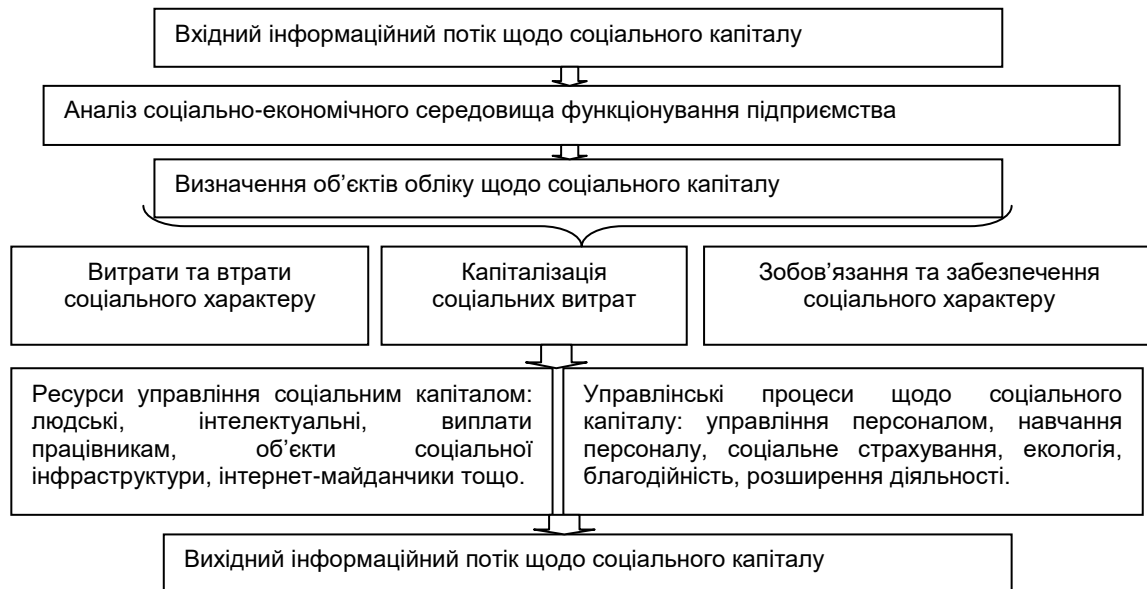 Вхідний інформаційний потік щодо соціального капіталу
Аналіз соціально-економічного середовища функціонування підприємства
Визначення об’єктів обліку щодо соціального капіталу
Витрати та втрати
соціального характеру
Капіталізація
соціальних витрат
Зобов’язання та забезпечення
соціального характеру
Ресурси управління соціальним капіталом:
людські, інтелектуальні, виплати
працівникам, об’єкти соціальної
інфраструктури, інтернет-майданчики тощо.
Управлінські процеси щодо соціального
капіталу: управління персоналом, навчання
персоналу, соціальне страхування, екологія,
благодійність, розширення діяльності.
Вихідний інформаційний потік щодо соціального капіталу